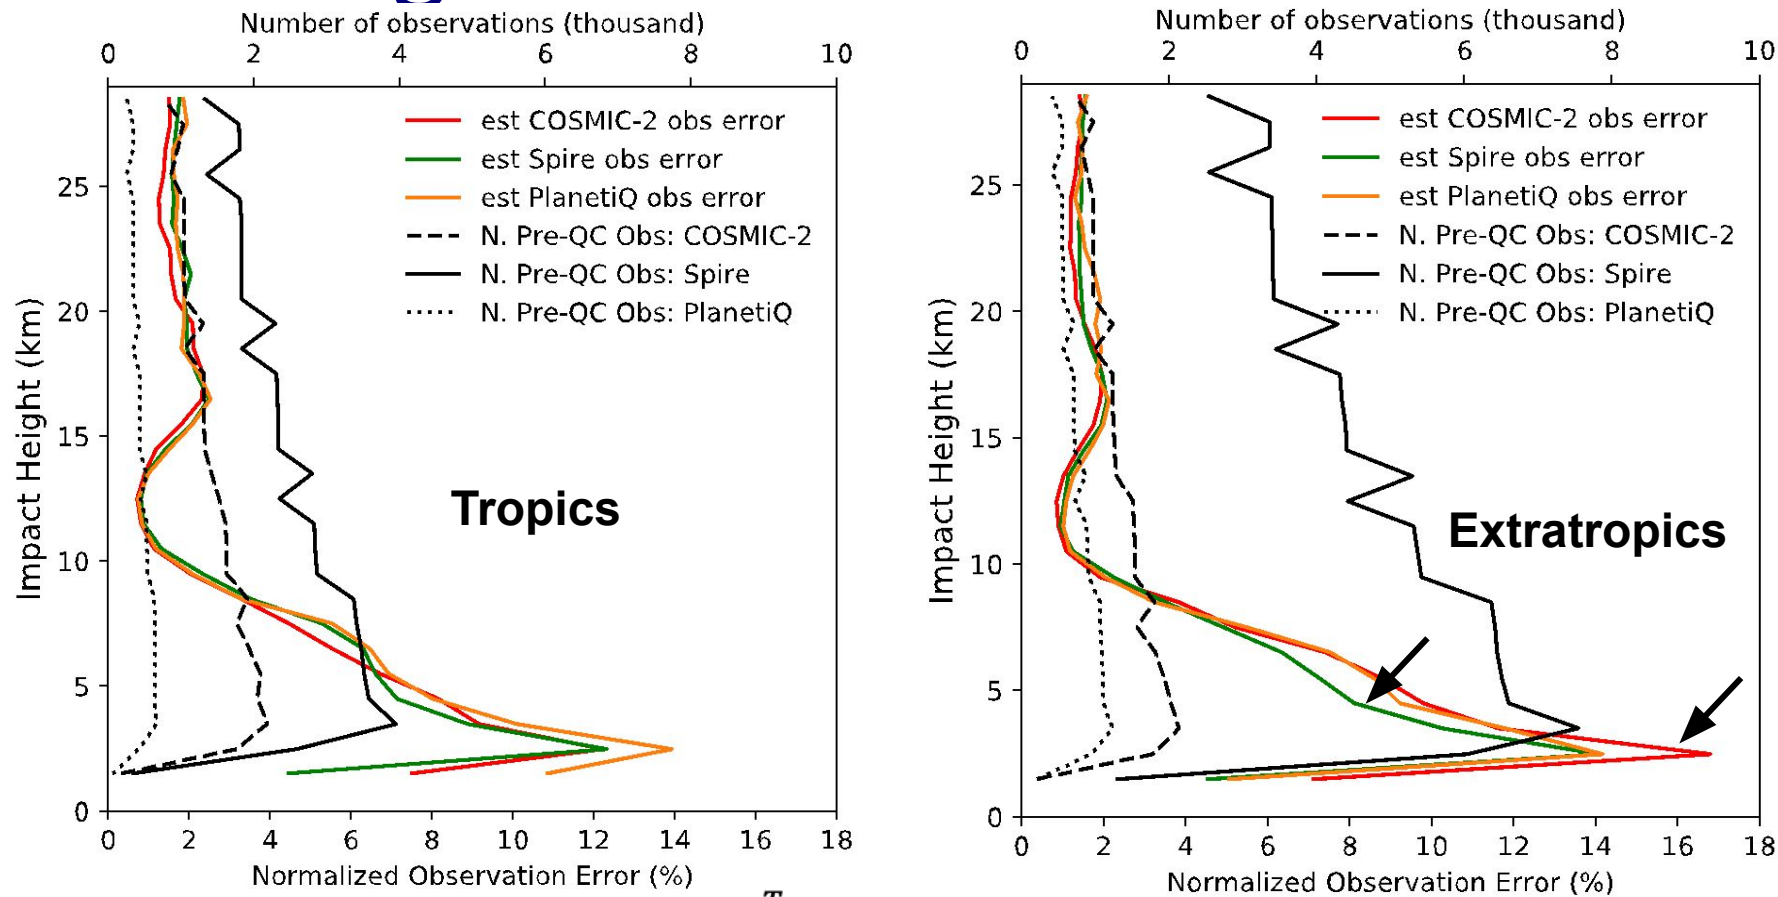 Number of observations (thousand)
0 2 4 6 8 10
est COSMIC-2 obs error
est Spire obs error
est PlanetiQ obs error
N. Pre-QC Obs: COSMIC-2
N. Pre-QC Obs: Spire
N. Pre-QC Obs: PlanetiQ
Impact Height (km)
25
20
15
10
5
0
Tropics
0 2 4 6 8 10 12 14 16 18
Normalized Observation Error (%)
Number of observations (thousand)
0 2 4 6 8 10
est COSMIC-2 obs error
est Spire obs error
est PlanetiQ obs error
N. Pre-QC Obs: COSMIC-2
N. Pre-QC Obs: Spire
N. Pre-QC Obs: PlanetiQ
Impact Height (km)
25
20
15
10
5
0
Extratropics
0 2 4 6 8 10 12 14 16 18
Normalized Observation Error (%)